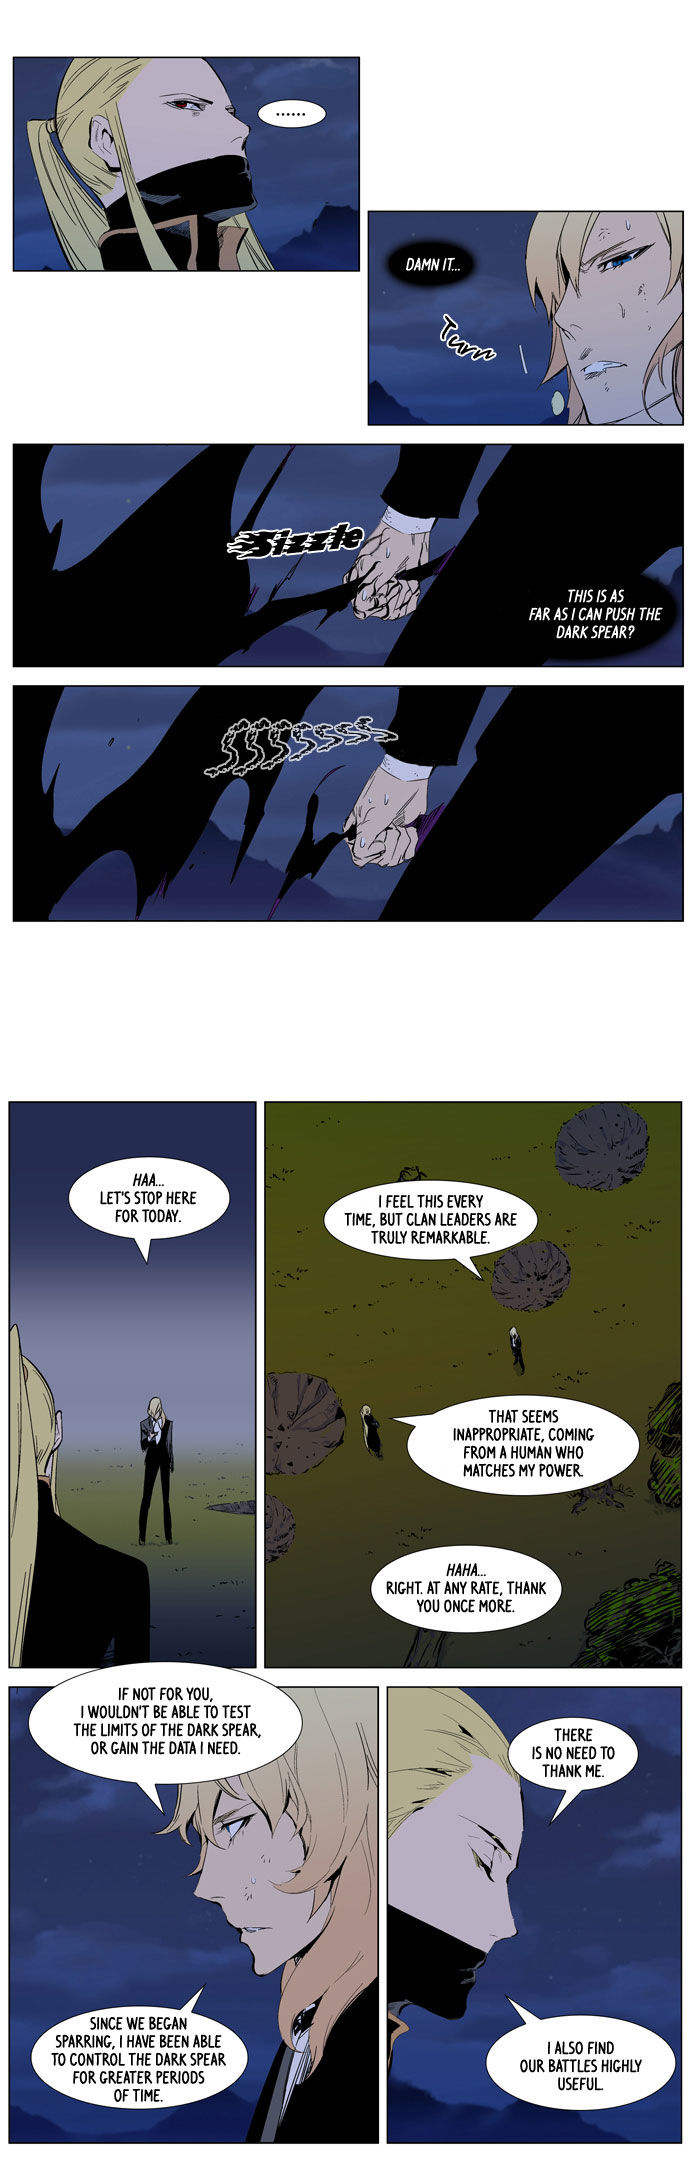 ......
DAMN IT...
Turn
Sizzle
THIS IS AS
FAR AS I CAN PUSH THE
DARK SPEAR?
SSSSSSSS
HAA...
LET'S STOP HERE
FOR TODAY.
I FEEL THIS EVERY
TIME, BUT CLAN LEADERS ARE
TRULY REMARKABLE.
THAT SEEMS
INAPPROPRIATE, COMING
FROM A HUMAN WHO
MATCHES MY POWER.
HAHA...
RIGHT. AT ANY RATE, THANK
YOU ONCE MORE.
IF NOT FOR YOU,
I WOULDN'T BE ABLE TO TEST
THE LIMITS OF THE DARK SPEAR,
OR GAIN THE DATA I NEED.
THERE
IS NO NEED TO
THANK ME.
SINCE WE BEGAN
SPARRING, I HAVE BEEN ABLE
TO CONTROL THE DARK SPEAR
FOR GREATER PERIODS
OF TIME.
I ALSO FIND
OUR BATTLES HIGHLY
USEFUL.